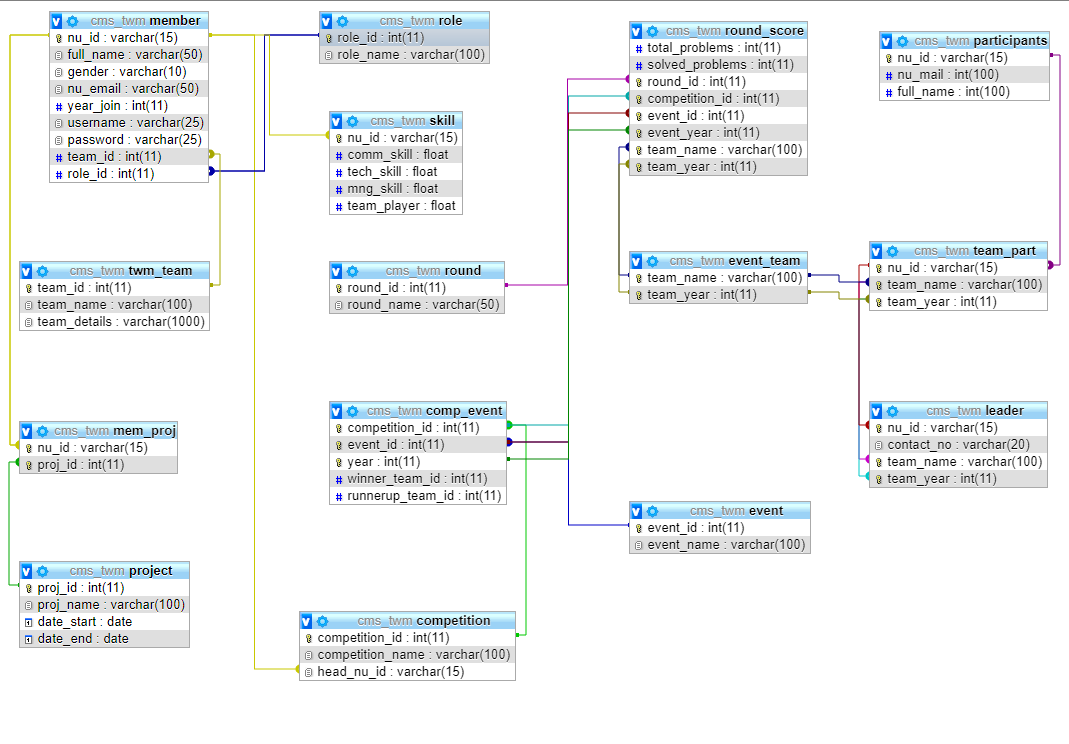 cms_twm member
nu_id : varchar(15)
full_name : varchar(50)
gender : varchar(10)
nu_email : varchar(50)
year_join : int(11)
username : varchar(25)
password : varchar(25)
team_id : int(11)
role_id : int(11)
cms_twm role
role_id : int(11)
role_name : varchar(100)
cms_twm round_score
total_problems : int(11)
solved_problems : int(11)
round_id : int(11)
competition_id : int(11)
event_id : int(11)
event_year : int(11)
team_name : varchar(100)
team_year : int(11)
cms_twm participants
nu_id : varchar(15)
nu_mail : int(100)
full_name : int(100)
cms_twm skill
nu_id : varchar(15)
comm_skill : float
tech_skill : float
mng_skill : float
team_player : float
cms_twm twm_team
team_id : int(11)
team_name : varchar(100)
team_details : varchar(1000)
cms_twm round
round_id : int(11)
round_name : varchar(50)
cms_twm event_team
team_name : varchar(100)
team_year : int(11)
cms_twm team_part
nu_id : varchar(15)
team_name : varchar(100)
team_year : int(11)
cms_twm mem_proj
nu_id : varchar(15)
proj_id : int(11)
cms_twm comp_event
competition_id : int(11)
event_id : int(11)
year : int(11)
winner_team_id : int(11)
runnerup_team_id : int(11)
cms_twm leader
nu_id : varchar(15)
contact_no : varchar(20)
team_name : varchar(100)
team_year : int(11)
cms_twm event
event_id : int(11)
event_name : varchar(100)
cms_twm project
proj_id : int(11)
proj_name : varchar(100)
date_start : date
date_end : date
cms_twm competition
competition_id : int(11)
competition_name : varchar(100)
head_nu_id : varchar(15)